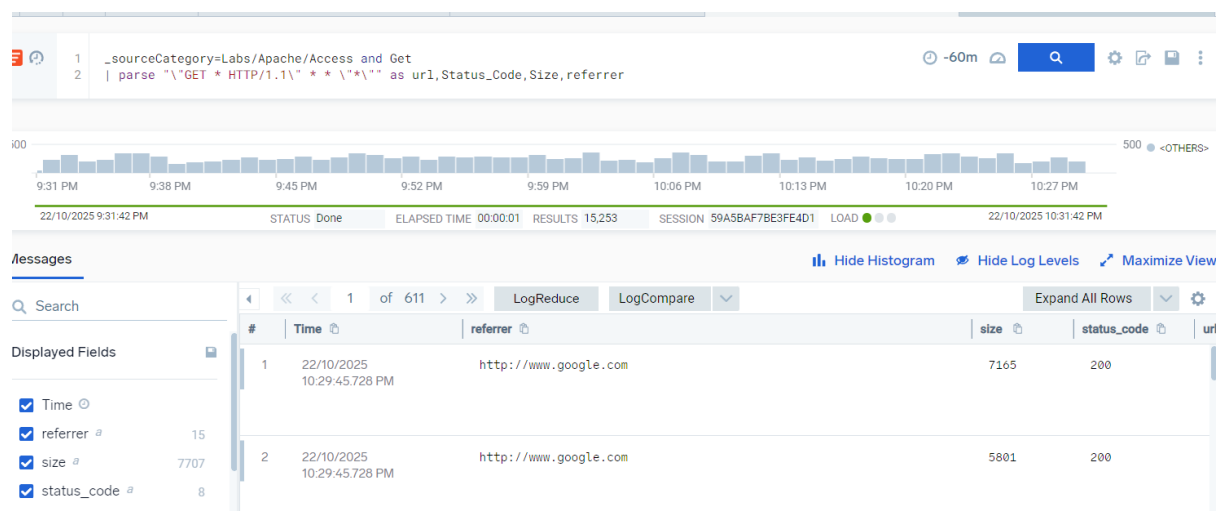 1 _sourceCategory=Labs/Apache/Access and Get
2 | parse "\"GET * HTTP/1.1\" * * \"*\"" as url,Status_Code,Size,referrer
-60m
500 <OTHERS>
9:31 PM 9:38 PM 9:45 PM 9:52 PM 9:59 PM 10:06 PM 10:13 PM 10:20 PM 10:27 PM
22/10/2025 9:31:42 PM STATUS Done ELAPSED TIME 00:00:01 RESULTS 15,253 SESSION 59A5BAF7BE3FE4D1 LOAD 22/10/2025 10:31:42 PM
Messages
Hide Histogram Hide Log Levels Maximize View
Search
1 of 611 LogReduce LogCompare Expand All Rows
# Time referrer size status_code url
Displayed Fields
1 22/10/2025 http://www.google.com 7165 200
10:29:45.728 PM
Time
referrer a 15
size a 7707
status_code a 8
2 22/10/2025 http://www.google.com 5801 200
10:29:45.728 PM